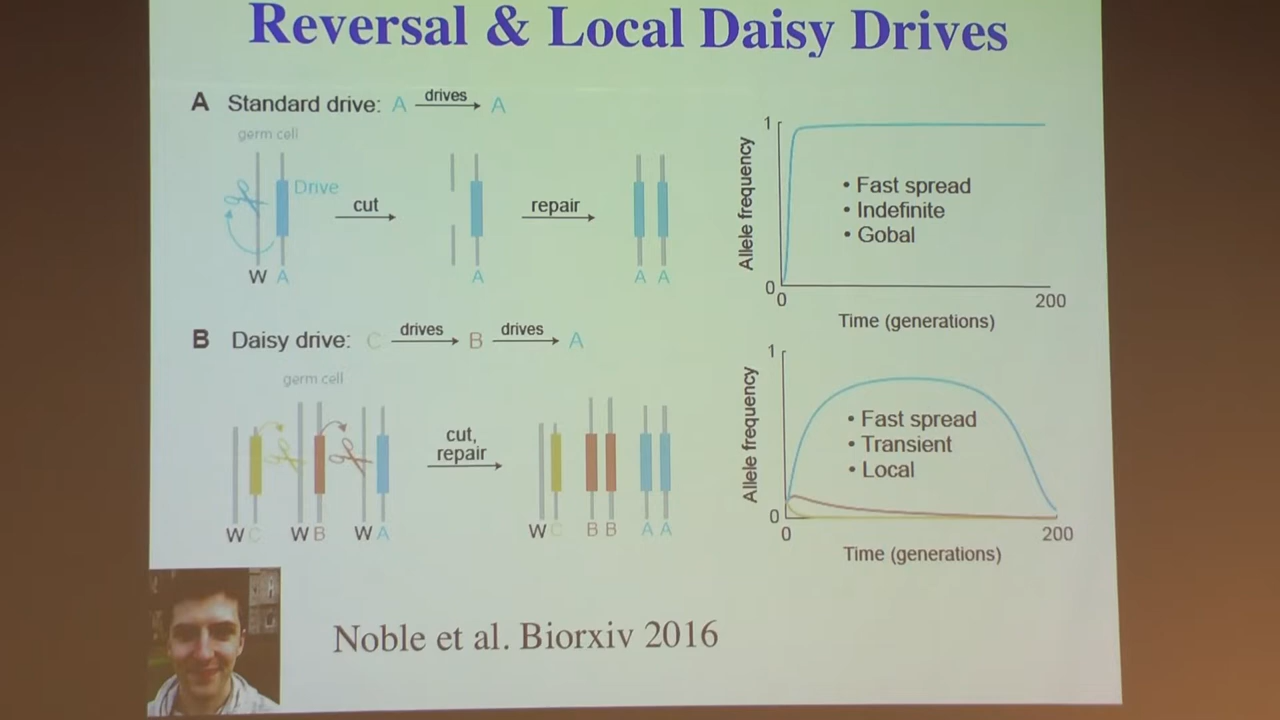 Reversal & Local Daisy Drives
A Standard drive: A drives A
germ cell
Drive
cut
repair
W A
A
A A
Allele frequency
1
0
0
200
• Fast spread
• Indefinite
• Gobal
Time (generations)
B Daisy drive: C drives B drives A
germ cell
cut,
repair
W C W B W A
W C B B A A
Allele frequency
1
0
0
200
• Fast spread
• Transient
• Local
Time (generations)
Noble et al. Biorxiv 2016